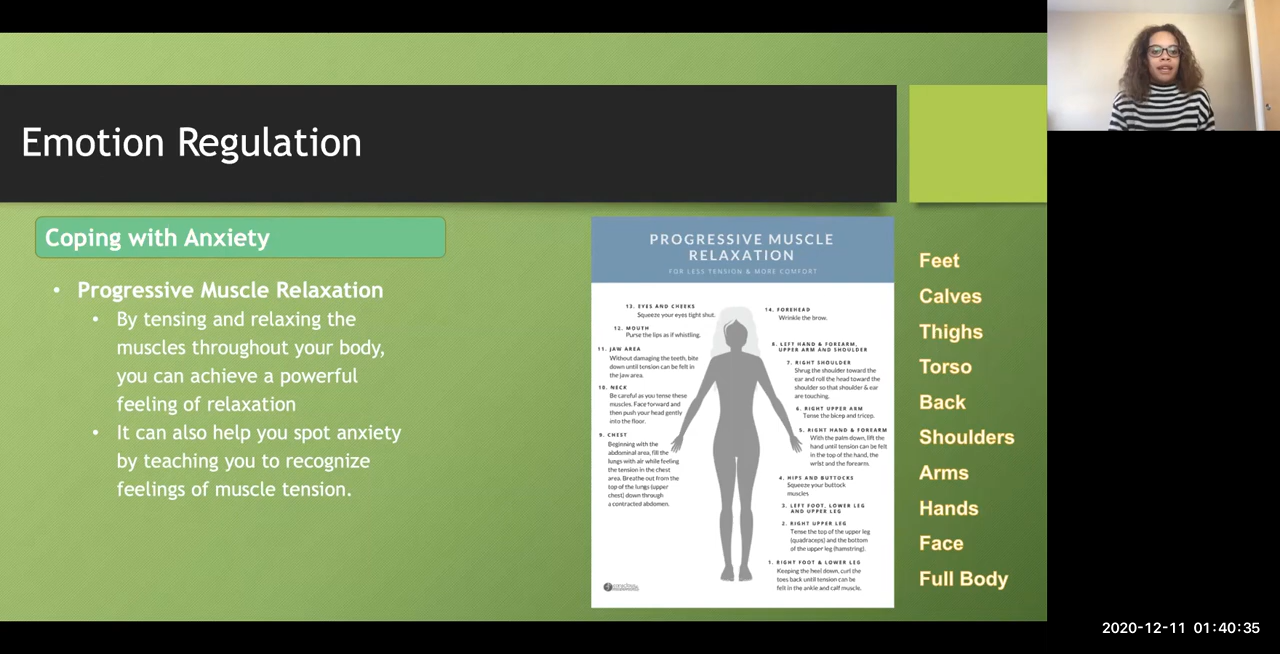 Emotion Regulation
Coping with Anxiety
• Progressive Muscle Relaxation
• By tensing and relaxing the
muscles throughout your body,
you can achieve a powerful
feeling of relaxation
• It can also help you spot anxiety
by teaching you to recognize
feelings of muscle tension.
PROGRESSIVE MUSCLE
RELAXATION
FOR LESS TENSION & MORE COMFORT
13. EYES AND CHEEKS
Squeeze your eyes tight shut.
12. MOUTH
Purse the lips as if whistling.
11. JAW AREA
Without damaging the teeth, bite
down until tension can be felt in
the jaw area.
10. NECK
Be careful as you tense these
muscles. Face forward and
then push your head gently
into the floor.
9. CHEST
Beginning with the
abdominal area, fill the
lungs with air while feeling
the tension in the chest
area. Breathe out from the
top of the lungs (upper
chest) down through
a contracted abdomen.
14. FOREHEAD
Wrinkle the brow.
8. LEFT HAND & FOREARM,
UPPER ARM AND SHOULDER
7. RIGHT SHOULDER
Shrug the shoulder toward the
ear and roll the head toward the
shoulder so that shoulder & ear
are touching.
6. RIGHT UPPER ARM
Tense the bicep and tricep.
5. RIGHT HAND & FOREARM
With the palm down, lift the
hand until tension can be felt
in the top of the hand, the
wrist and the forearm.
4. HIPS AND BUTTOCKS
Squeeze your buttock
muscles
3. LEFT FOOT, LOWER LEG
AND UPPER LEG
2. RIGHT UPPER LEG
Tense the top of the upper leg
(quadraceps) and the bottom
of the upper leg (hamstring).
1. RIGHT FOOT & LOWER LEG
Keeping the heel down, curl the
toes back until tension can be
felt in the ankle and calf muscle.
Feet
Calves
Thighs
Torso
Back
Shoulders
Arms
Hands
Face
Full Body
2020-12-11 01:40:35